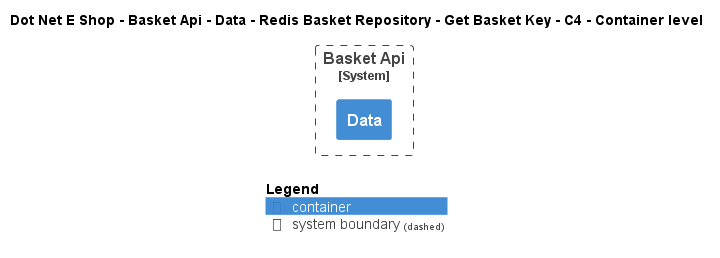 Dot Net E Shop - Basket Api - Data - Redis Basket Repository - Get Basket Key - C4 - Container level
Basket Api
[System]
Data
Legend
container
system boundary (dashed)